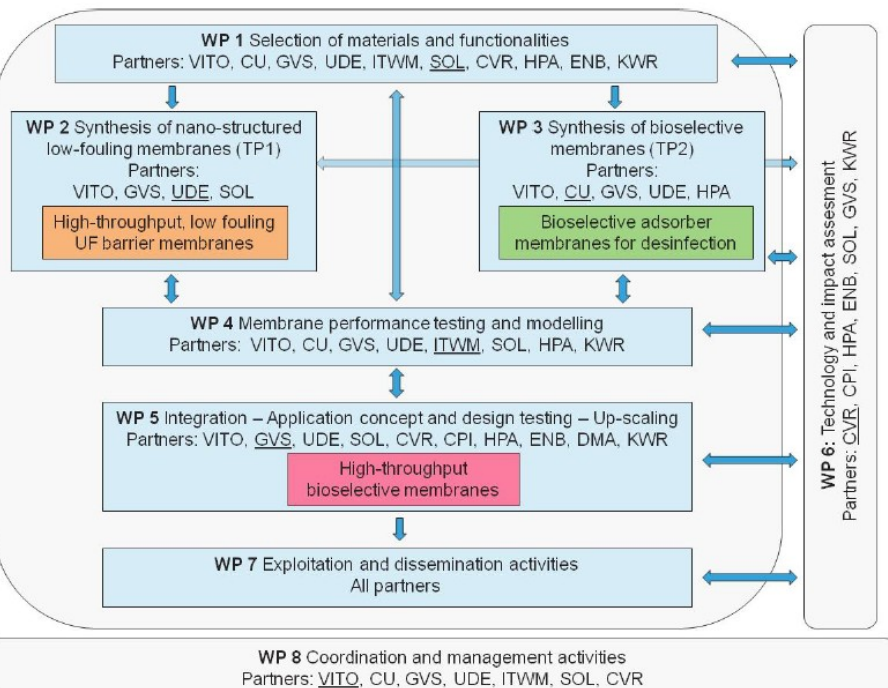 WP 1 Selection of materials and functionalities
Partners: VITO, CU, GVS, UDE, ITWM, SOL, CVR, HPA, ENB, KWR
WP 2 Synthesis of nano-structured
low-fouling membranes (TP1)
Partners:
VITO, GVS, UDE, SOL
High-throughput, low fouling
UF barrier membranes
WP 3 Synthesis of bioselective
membranes (TP2)
Partners:
VITO, CU, GVS, UDE, HPA
Bioselective adsorber
membranes for desinfection
WP 4 Membrane performance testing and modelling
Partners: VITO, CU, GVS, UDE, ITWM, SOL, HPA, KWR
WP 5 Integration – Application concept and design testing – Up-scaling
Partners: VITO, GVS, UDE, SOL, CVR, CPI, HPA, ENB, DMA, KWR
High-throughput
bioselective membranes
WP 7 Exploitation and dissemination activities
All partners
WP 6: Technology and impact assesment
Partners: CVR, CPI, HPA, ENB, SOL, GVS, KWR
WP 8 Coordination and management activities
Partners: VITO, CU, GVS, UDE, ITWM, SOL, CVR